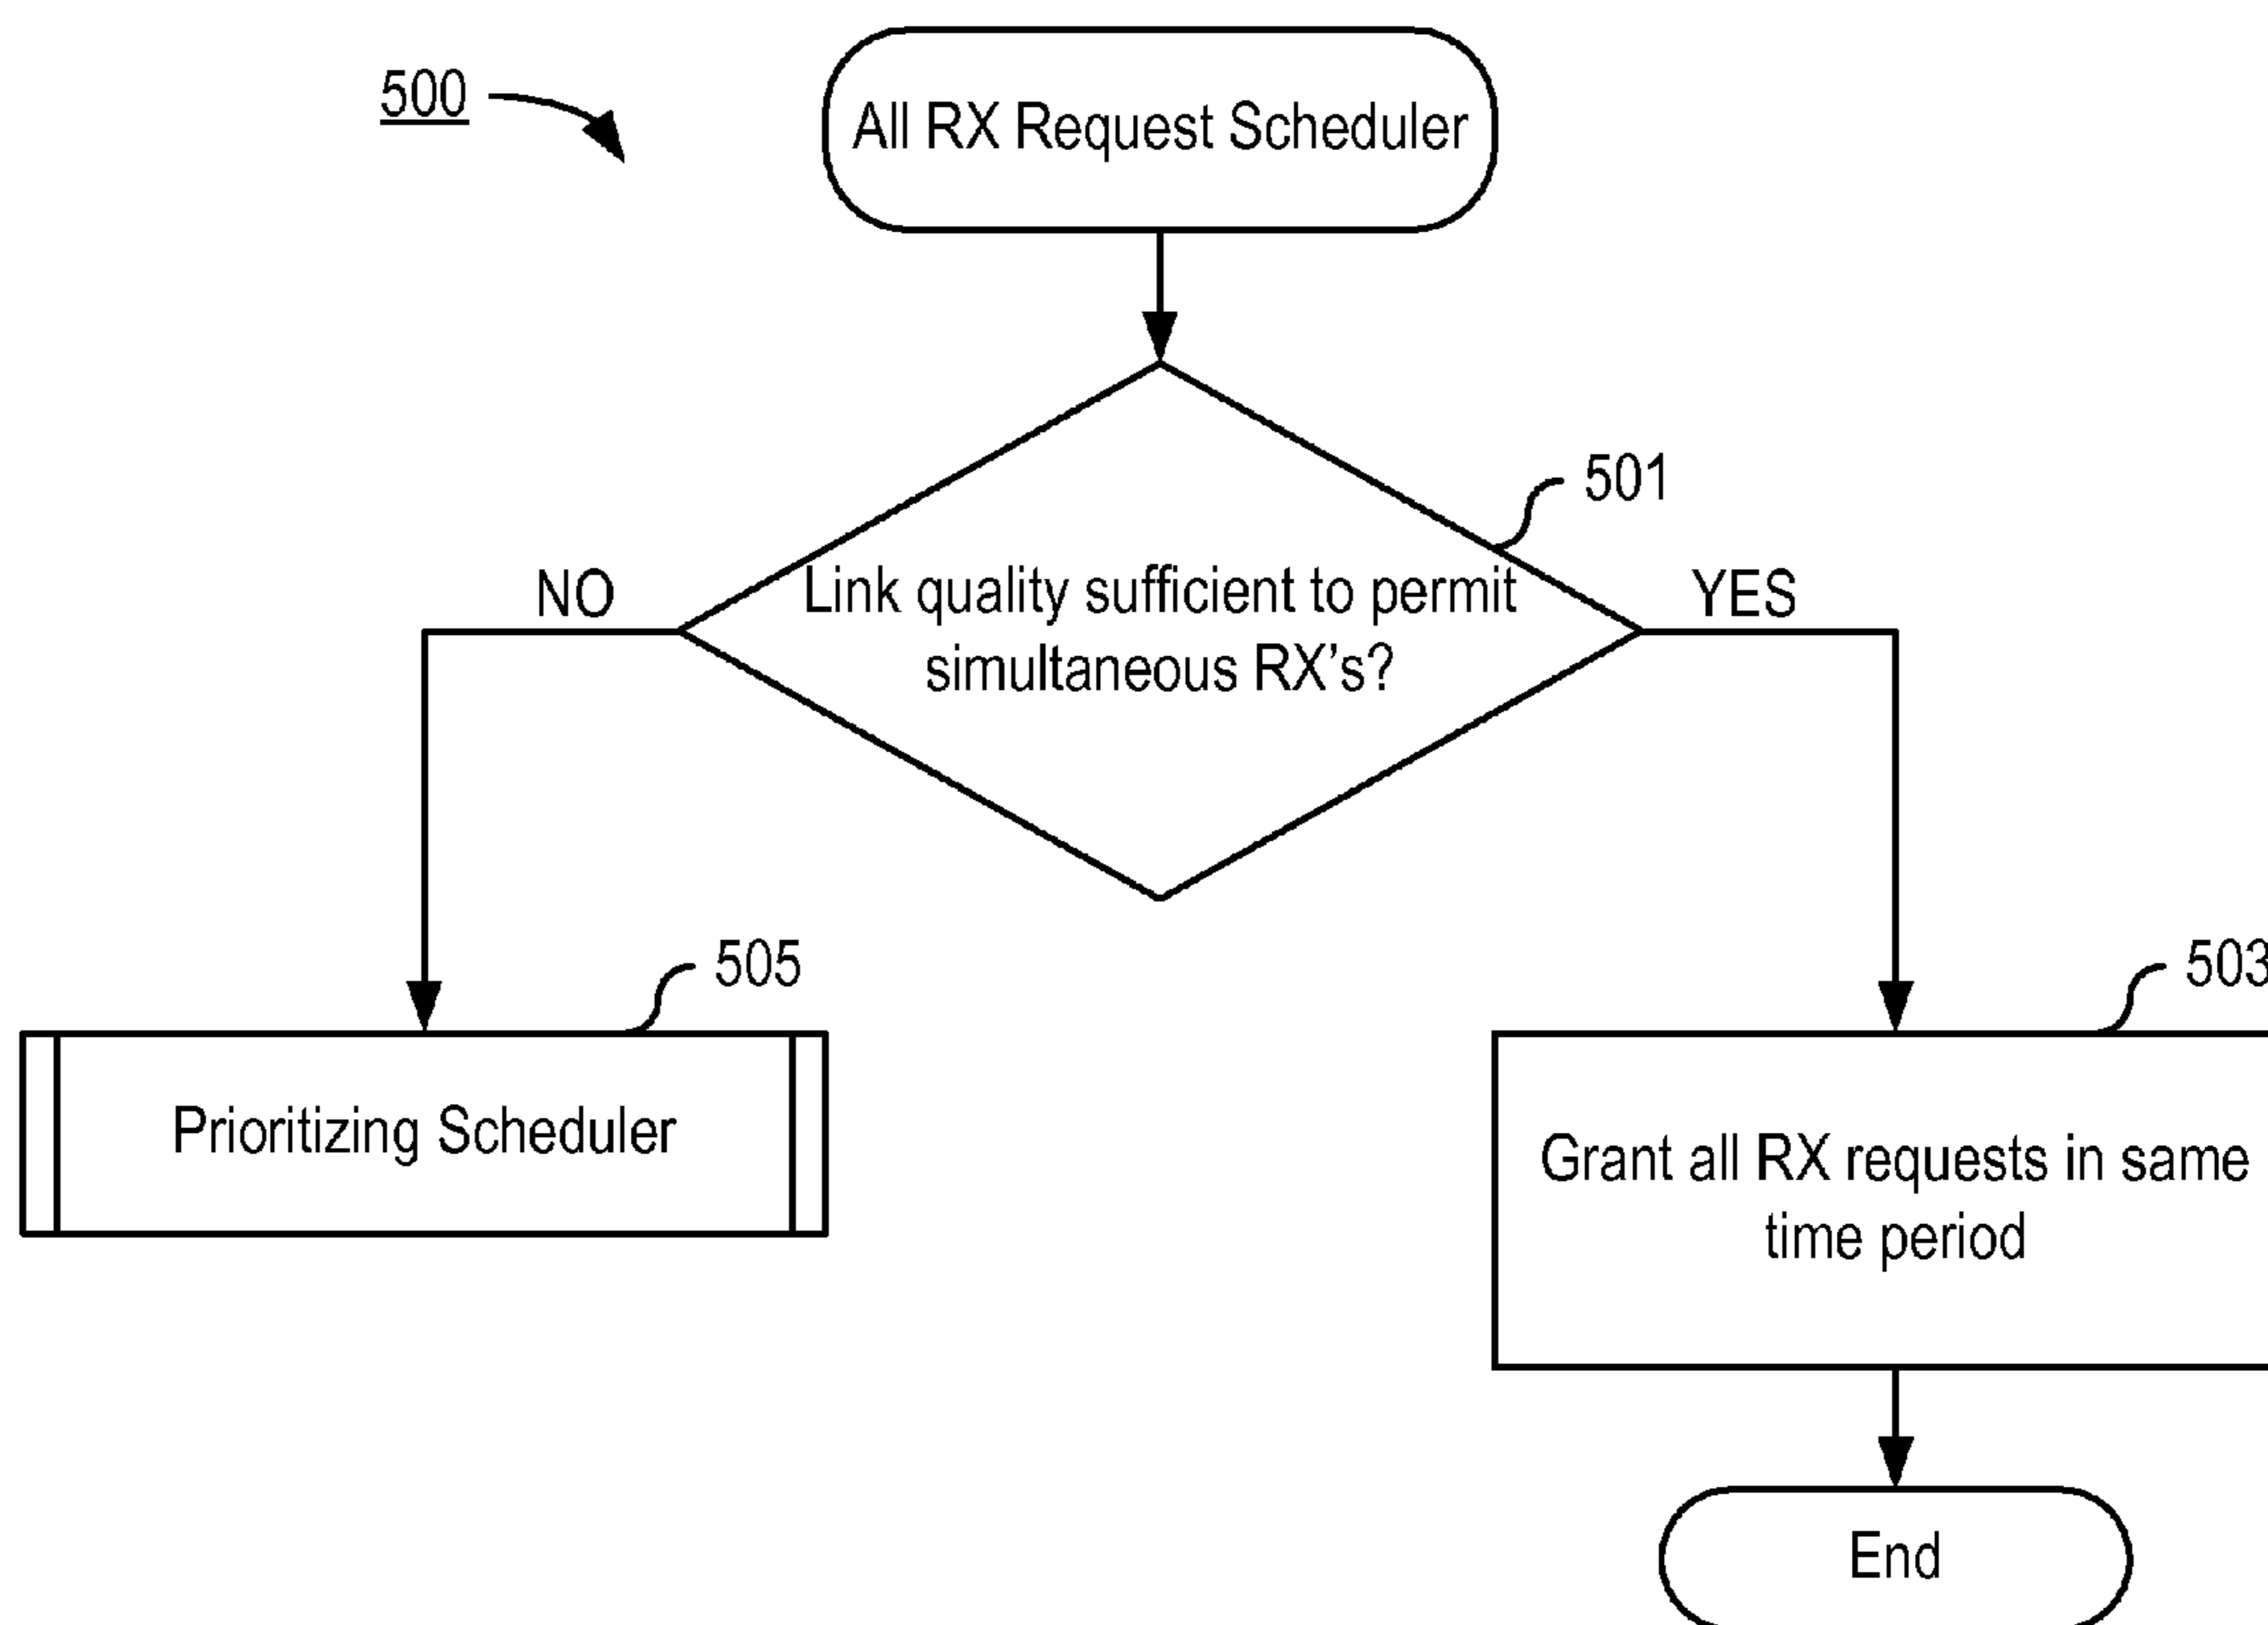 500
All RX Request Scheduler
501
NO
Link quality sufficient to permit
simultaneous RX's?
YES
505
503
Prioritizing Scheduler
Grant all RX requests in same
time period
End